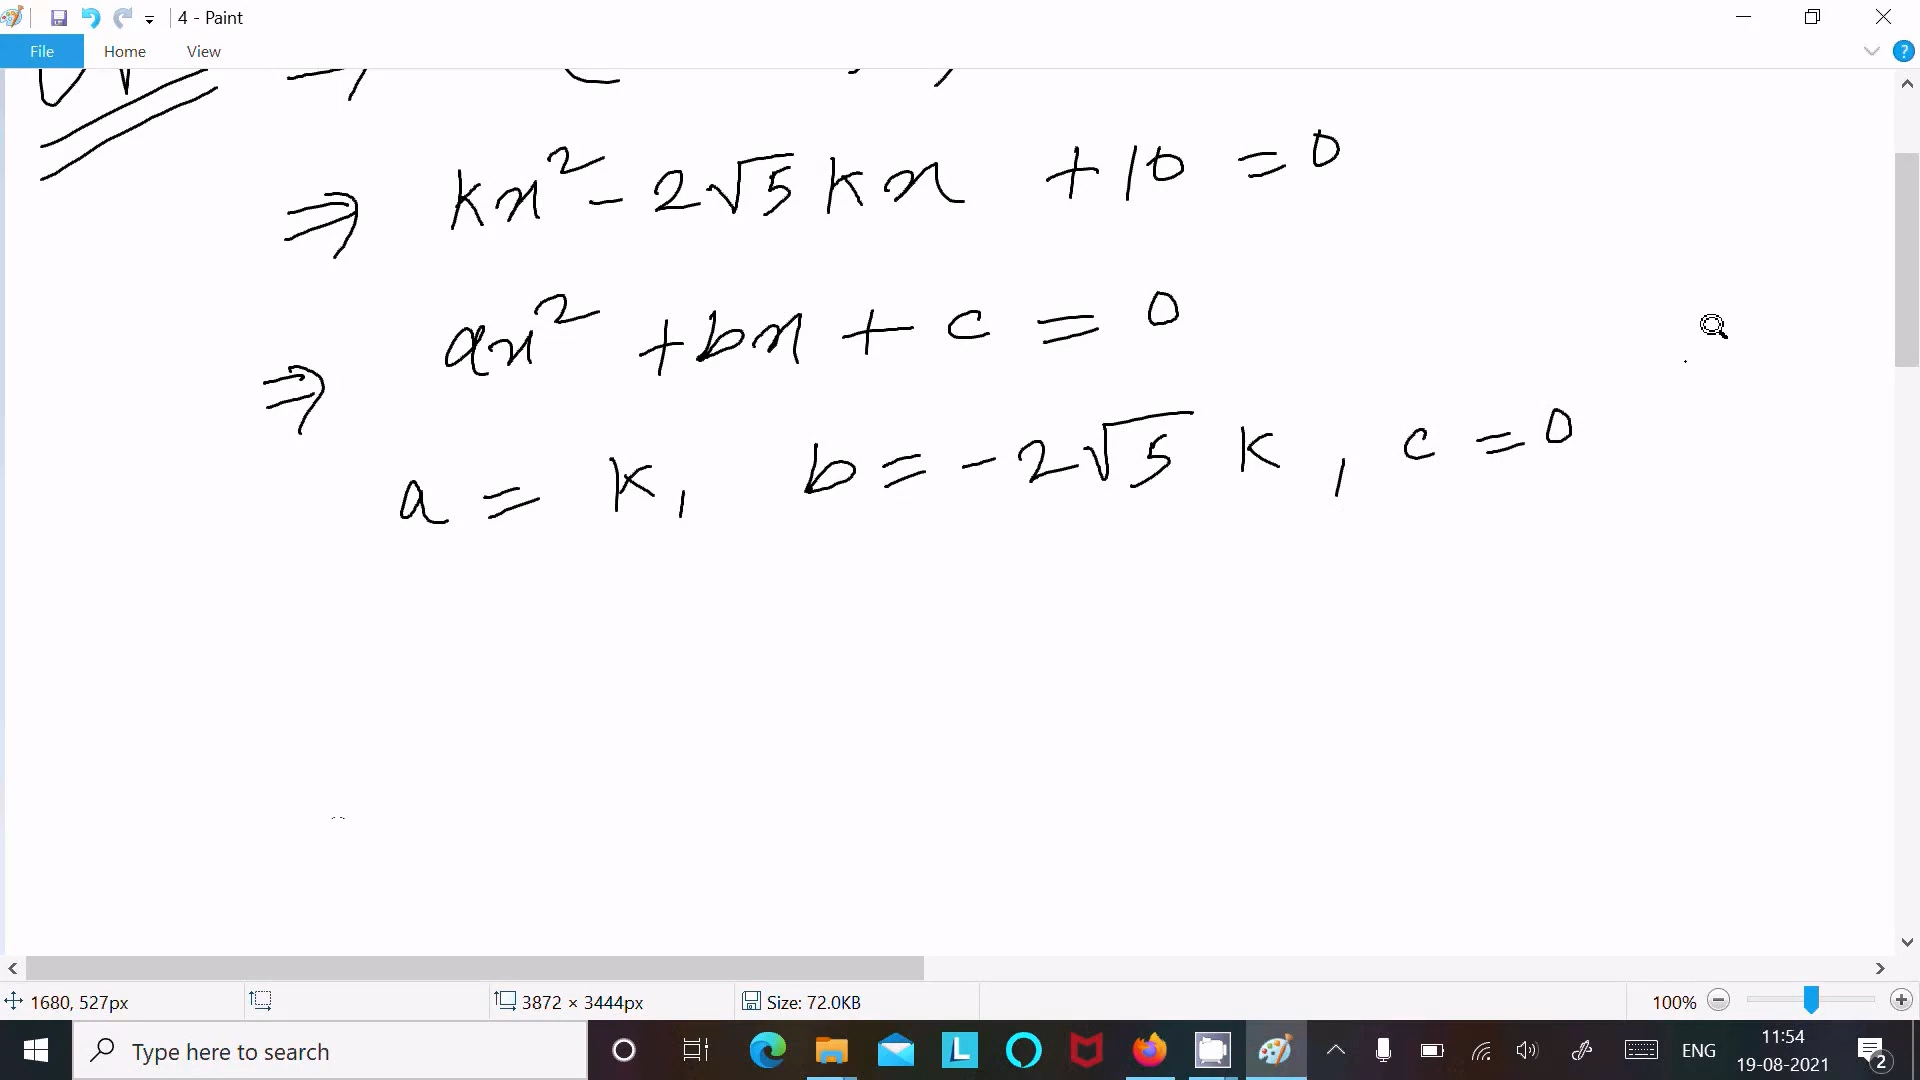 4 - Paint
File Home View
⇒ kx² - 2√5 kx + 10 = 0
⇒ ax² + bx + c = 0
a = k, b = -2√5 k, c = 0
1680, 527px 3872 × 3444px Size: 72.0KB 100%
Type here to search
ENG
11:54
19-08-2021
2